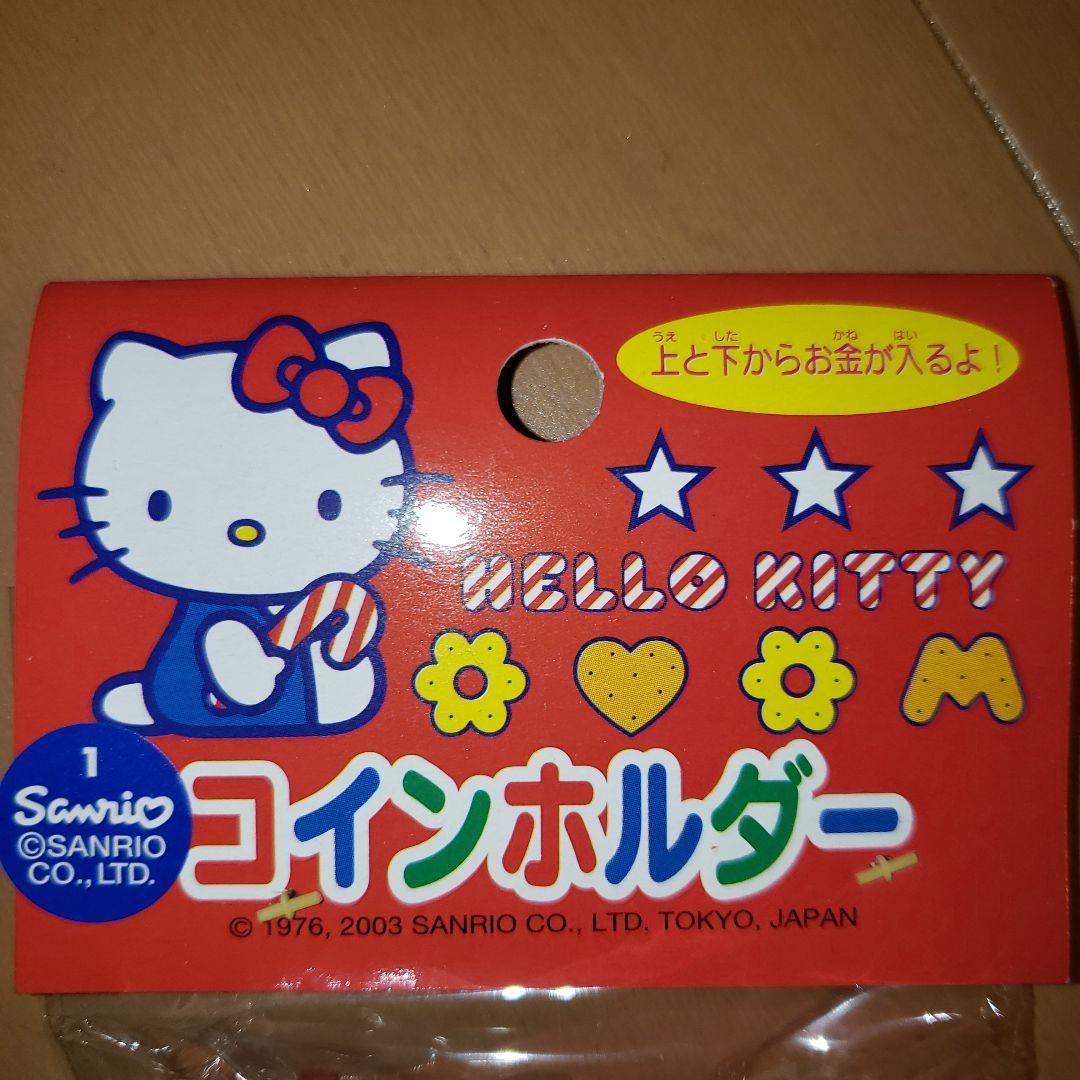 うえ した かね はい
上と下からお金が入るよ！
HELLO KITTY
M
1
Sanrio
©SANRIO
CO., LTD.
コインホルダー
© 1976, 2003 SANRIO CO., LTD. TOKYO, JAPAN